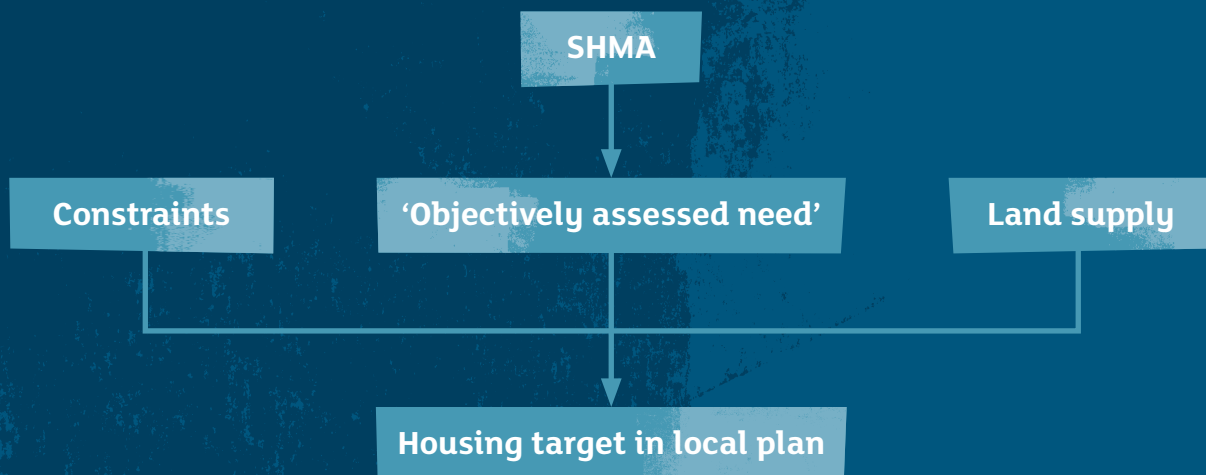 SHMA
Constraints
‘Objectively assessed need’
Land supply
Housing target in local plan